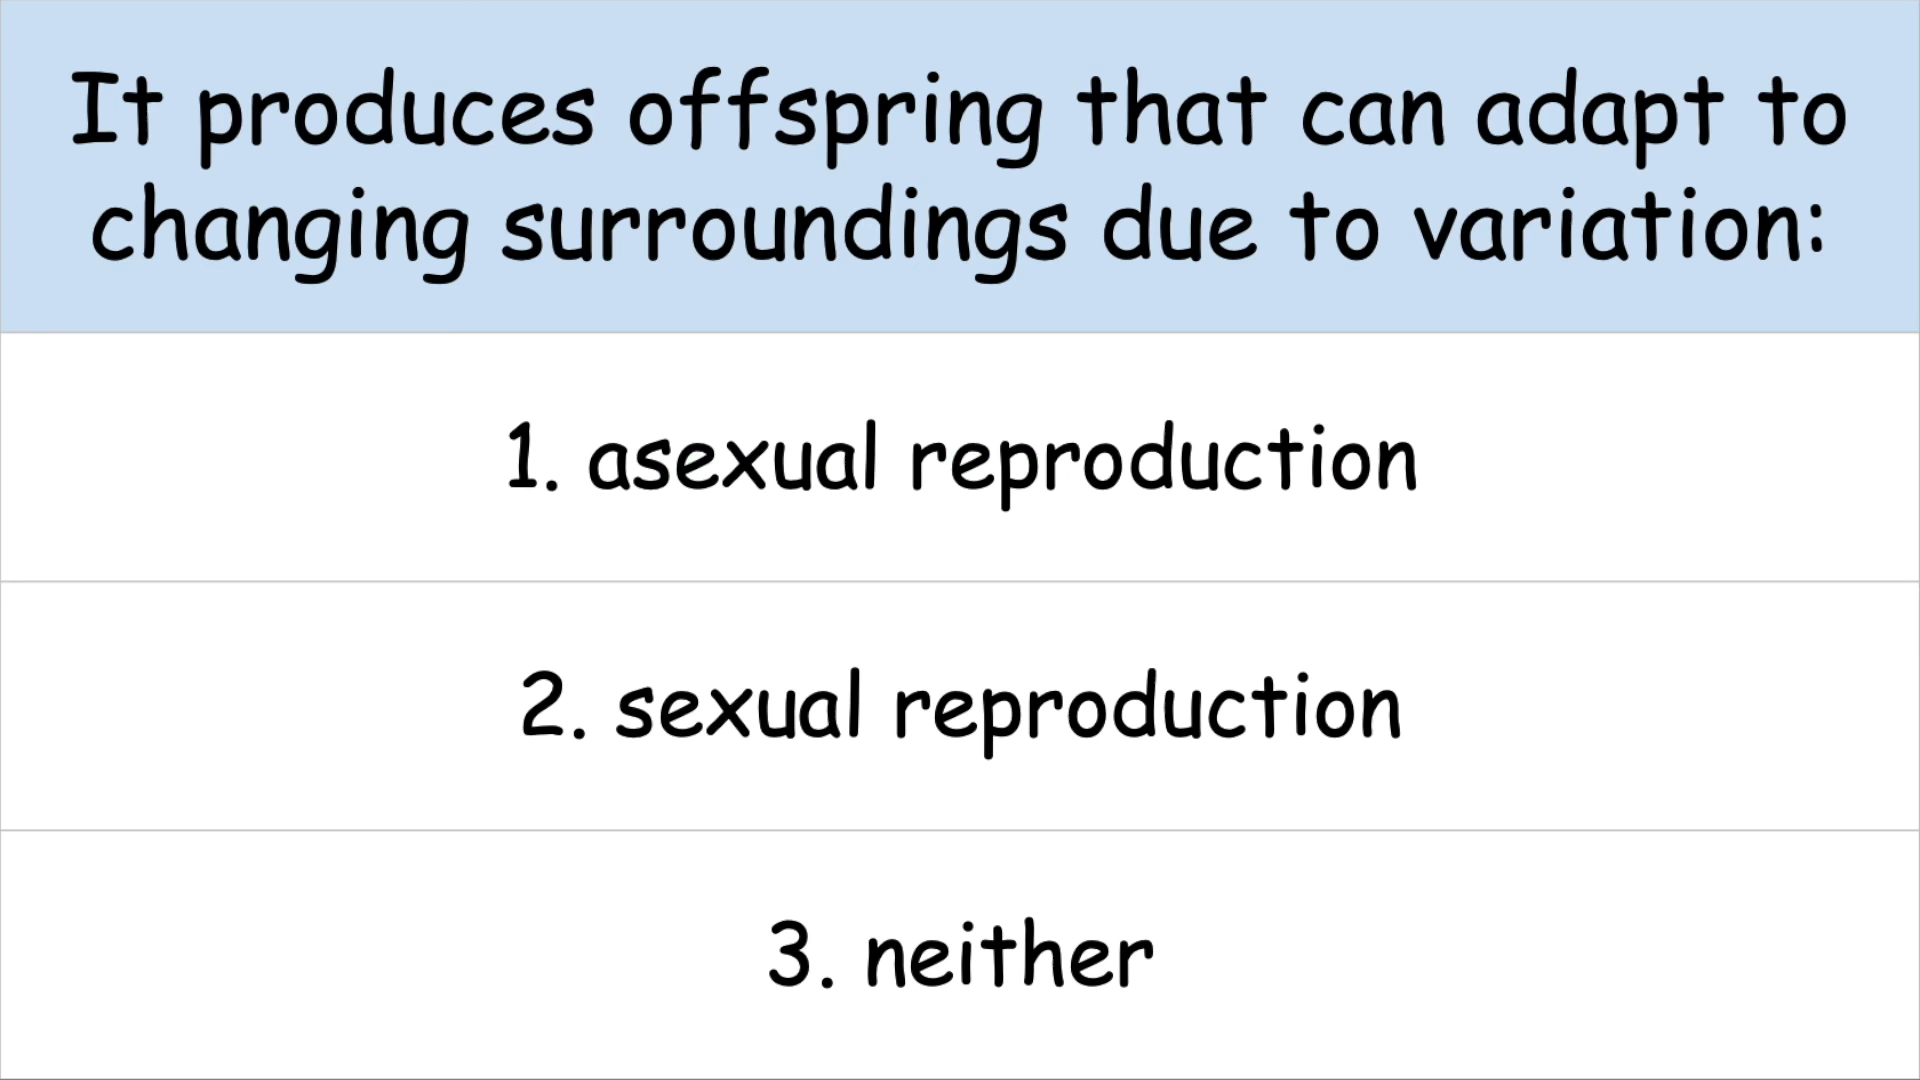 It produces offspring that can adapt to
changing surroundings due to variation:
1. asexual reproduction
2. sexual reproduction
3. neither